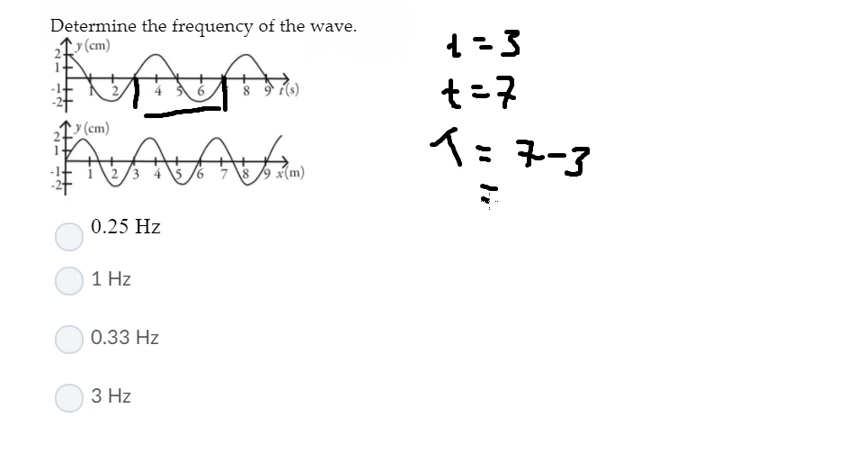 Determine the frequency of the wave.
2 y (cm)
1
-1
-2
1 2 4 5 6 8 9 t(s)
2 y (cm)
1
-1
-2
1 2 3 4 5 6 7 8 9 x(m)
0.25 Hz
1 Hz
0.33 Hz
3 Hz
t=3
t=7
T= 7-3
=